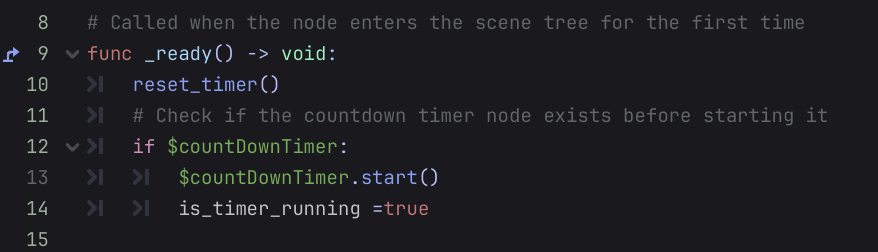 8 # Called when the node enters the scene tree for the first time
9 func _ready() -> void:
10 reset_timer()
11 # Check if the countdown timer node exists before starting it
12 if $countDownTimer:
13 $countDownTimer.start()
14 is_timer_running =true
15